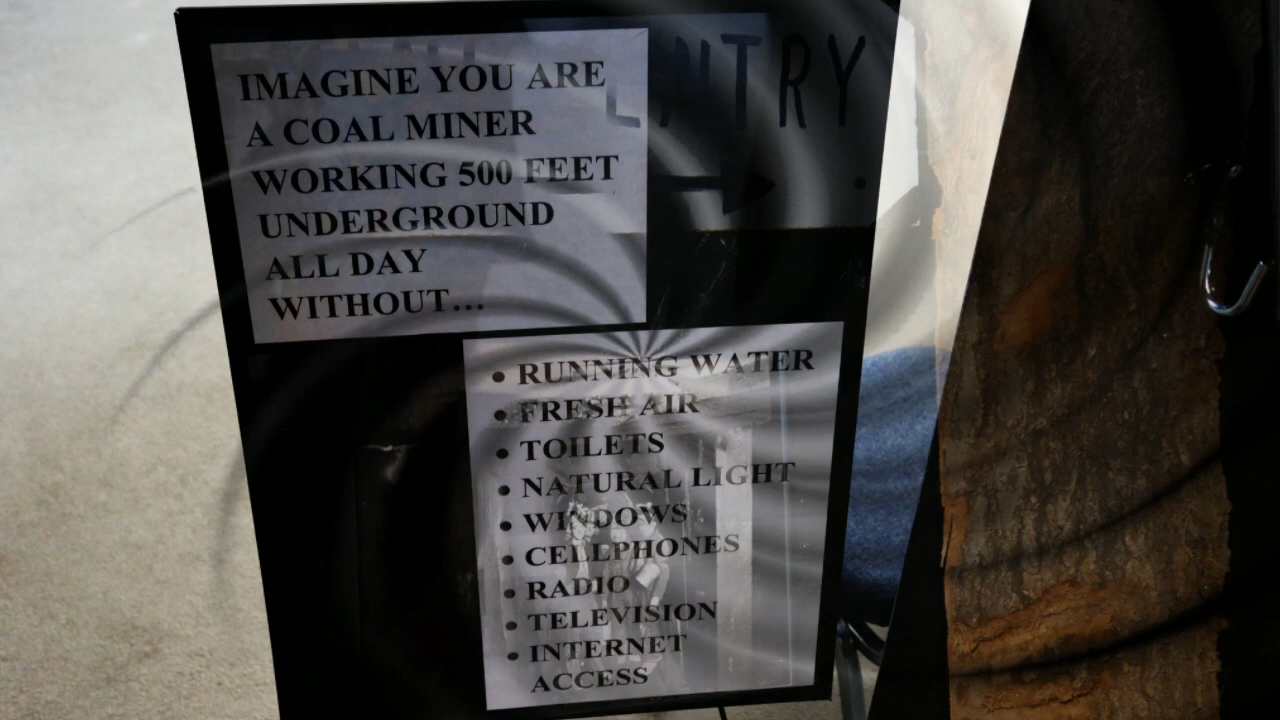 ENTRY
IMAGINE YOU ARE
A COAL MINER
WORKING 500 FEET
UNDERGROUND
ALL DAY
WITHOUT...
• RUNNING WATER
• FRESH AIR
• TOILETS
• NATURAL LIGHT
• WINDOWS
• CELLPHONES
• RADIO
• TELEVISION
• INTERNET
ACCESS